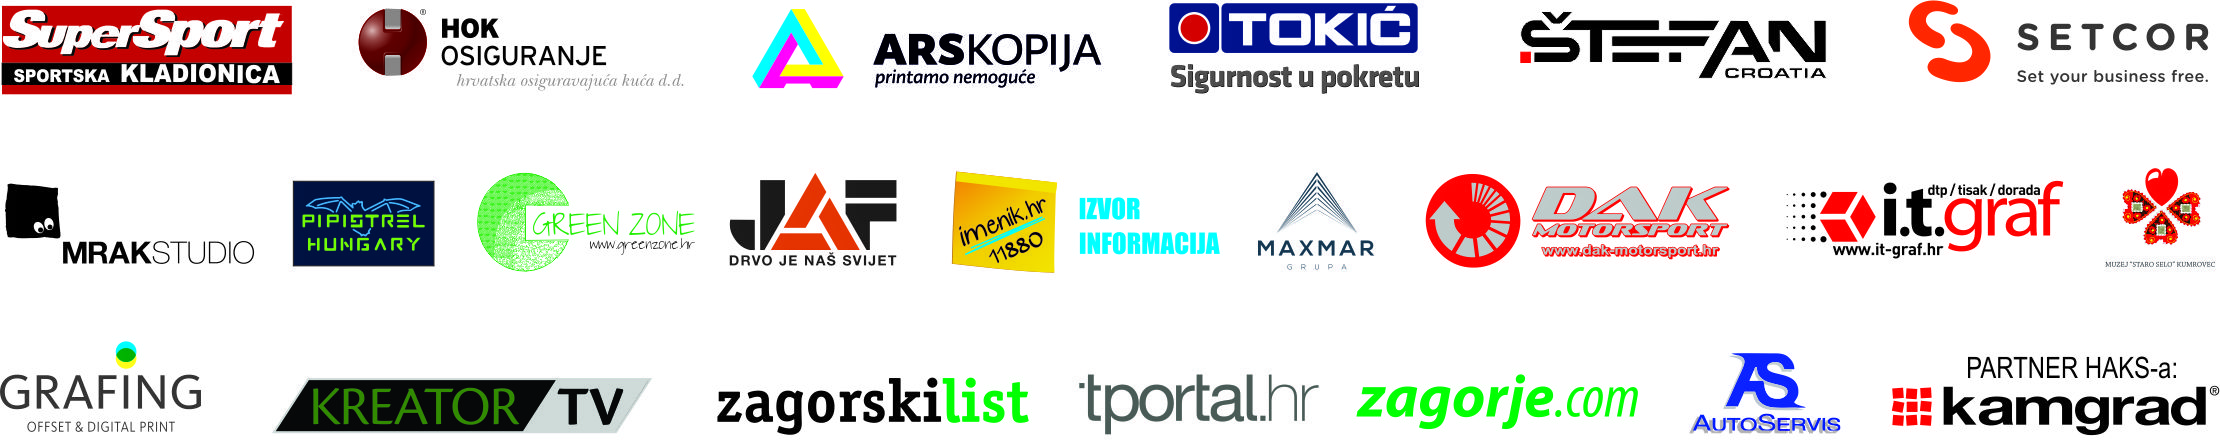 SuperSport
SPORTSKA KLADIONICA
®
HOK
OSIGURANJE
hrvatska osiguravajuća kuća d.d.
ARSKOPIJA
printamo nemoguće
TOKIĆ
Sigurnost u pokretu
ŠTEFAN
CROATIA
SETCOR
Set your business free.
MRAKSTUDIO
PIPISTREL
HUNGARY
GREEN ZONE
www.greenzone.hr
JAF
DRVO JE NAŠ SVIJET
imenik.hr
11880
IZVOR
INFORMACIJA
MAXMAR
GRUPA
DAK
MOTORSPORT
www.dak-motorsport.hr
dtp / tisak / dorada
i.t.graf
www.it-graf.hr
MUZEJ "STARO SELO" KUMROVEC
GRAFING
OFFSET & DIGITAL PRINT
KREATOR TV
zagorskilist
tportal.hr
zagorje.com
AS
AUTOSERVIS
PARTNER HAKS-a:
kamgrad®